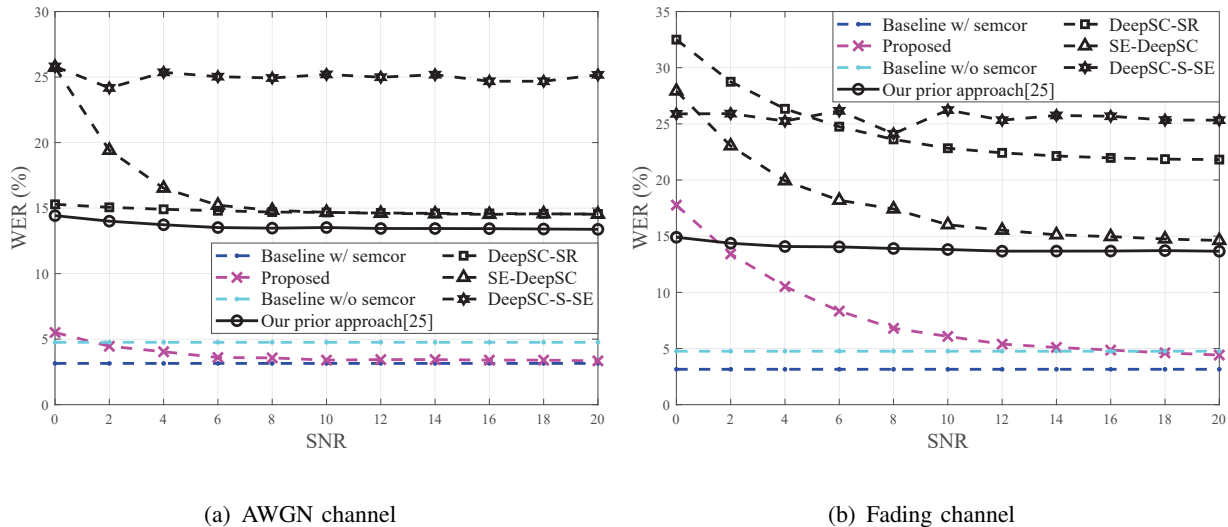 30
25
20
15
10
5
0
WER (%)
Baseline w/ semcor
Proposed
Baseline w/o semcor
Our prior approach[25]
DeepSC-SR
SE-DeepSC
DeepSC-S-SE
0 2 4 6 8 10 12 14 16 18 20
SNR
(a) AWGN channel
35
30
25
20
15
10
5
0
WER (%)
Baseline w/ semcor
Proposed
Baseline w/o semcor
Our prior approach[25]
DeepSC-SR
SE-DeepSC
DeepSC-S-SE
0 2 4 6 8 10 12 14 16 18 20
SNR
(b) Fading channel